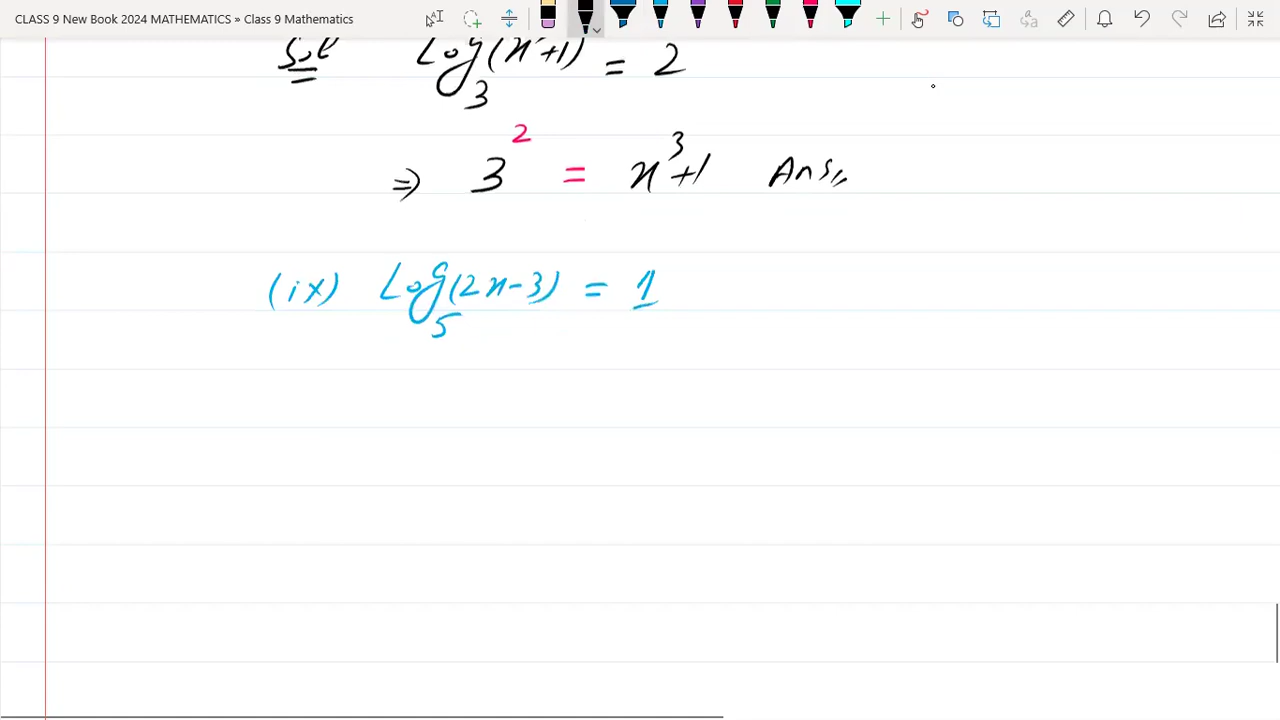 CLASS 9 New Book 2024 MATHEMATICS » Class 9 Mathematics
Sol Log₃(x³+1) = 2
⇒ 3² = x³+1 Ans,,
(ix) Log₅(2x-3) = 1